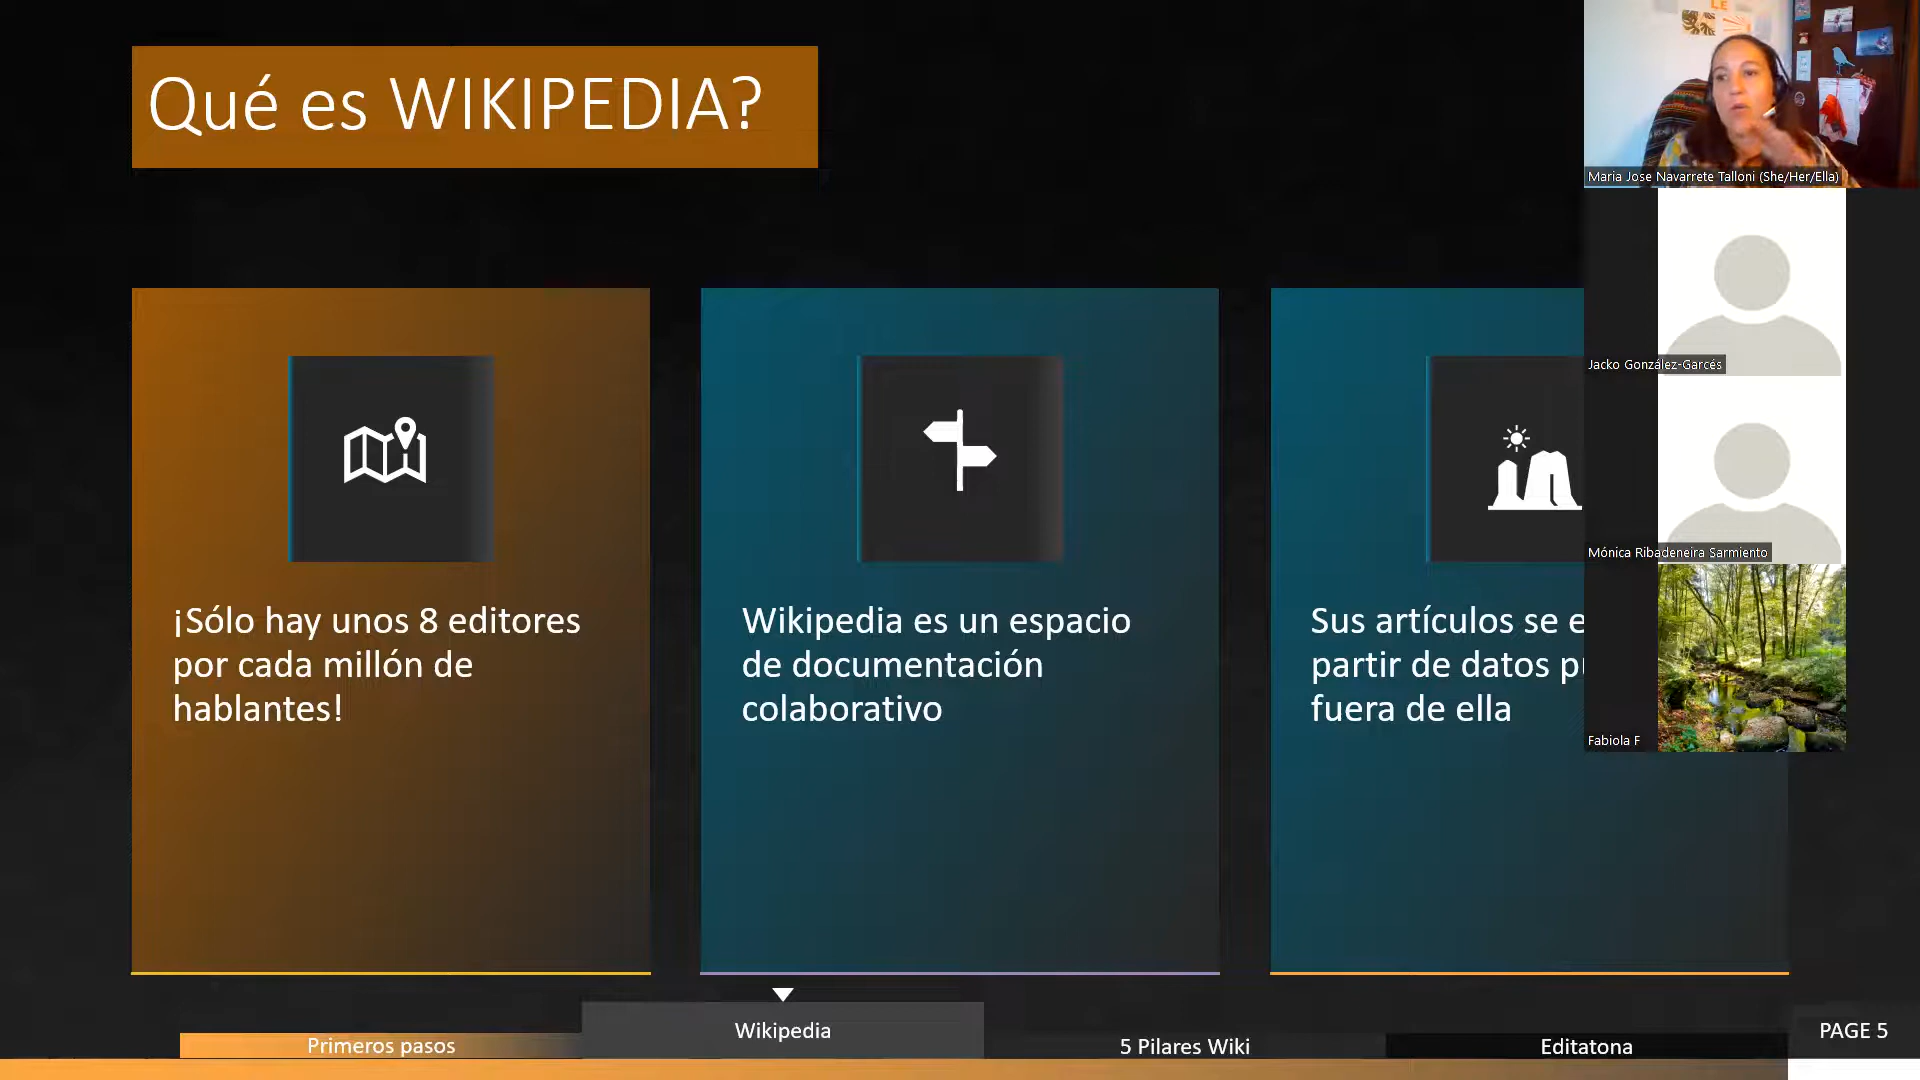 Qué es WIKIPEDIA?
¡Sólo hay unos 8 editores
por cada millón de
hablantes!
Wikipedia es un espacio
de documentación
colaborativo
Sus artículos se
partir de datos
fuera de ella
Maria Jose Navarrete Talloni (She/Her/Ella)
Jacko González-Garcés
Mónica Ribadeneira Sarmiento
Fabiola F
Primeros pasos
Wikipedia
5 Pilares Wiki
Editatona
PAGE 5